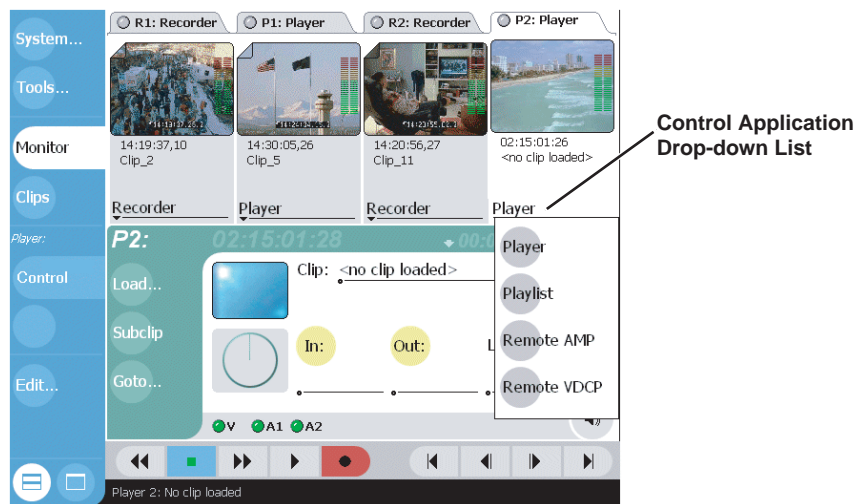 System...
Tools...
Monitor
Clips
Player:
Control
Edit...
R1: Recorder
P1: Player
R2: Recorder
P2: Player
14:19:37,10
Clip_2
14:30:05,26
Clip_5
14:20:56,27
Clip_11
02:15:01:26
<no clip loaded>
Recorder
Player
Recorder
Player
Control Application
Drop-down List
Player
Playlist
Remote AMP
Remote VDCP
P2:
02:15:01:28
Load...
Subclip
Goto...
Clip: <no clip loaded>
In:
Out:
V A1 A2
Player 2: No clip loaded